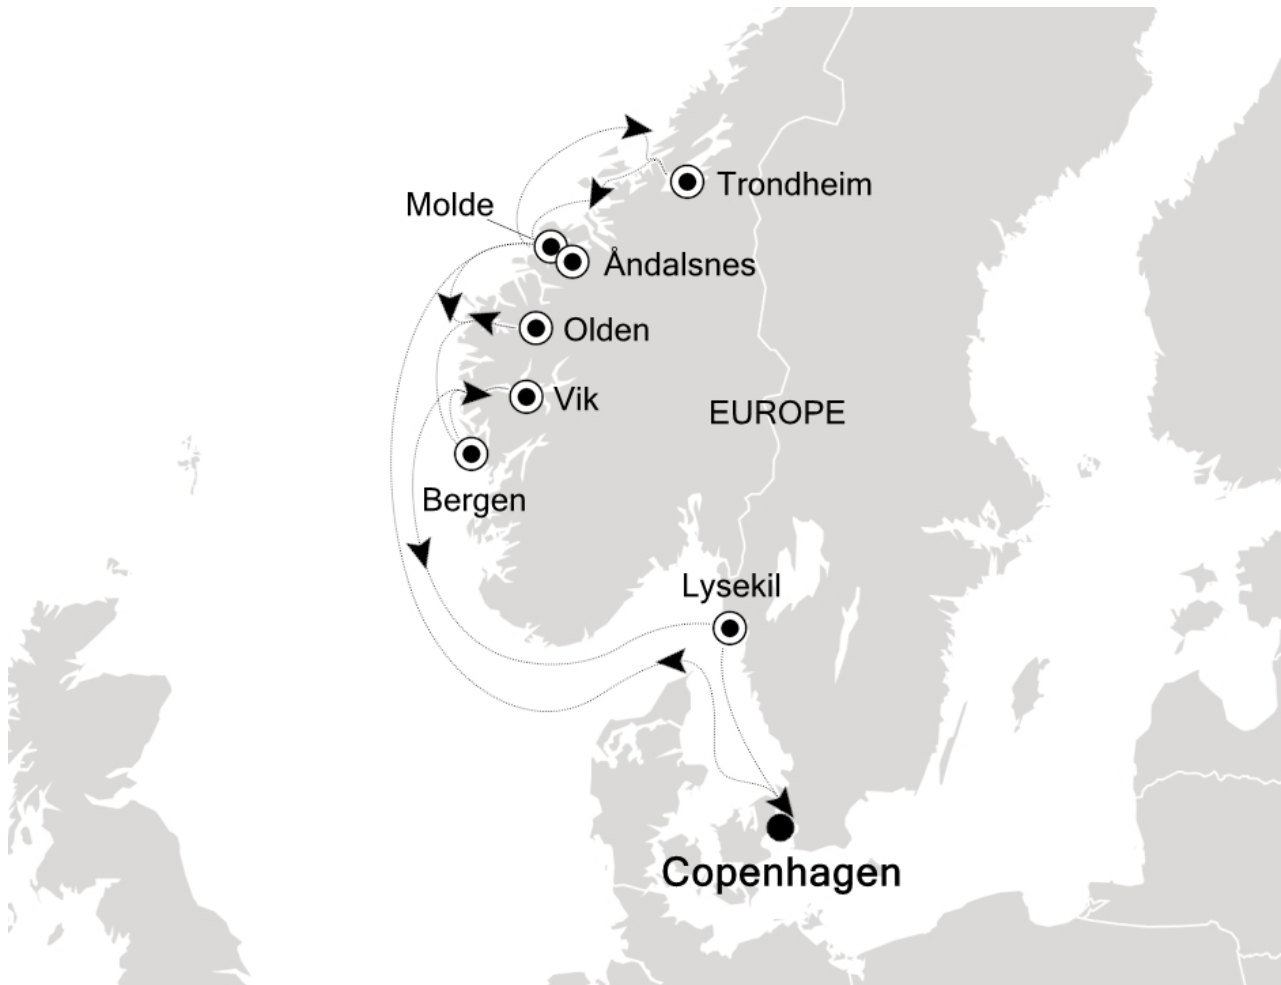 Trondheim
Molde
Åndalsnes
Olden
Vik
EUROPE
Bergen
Lysekil
Copenhagen